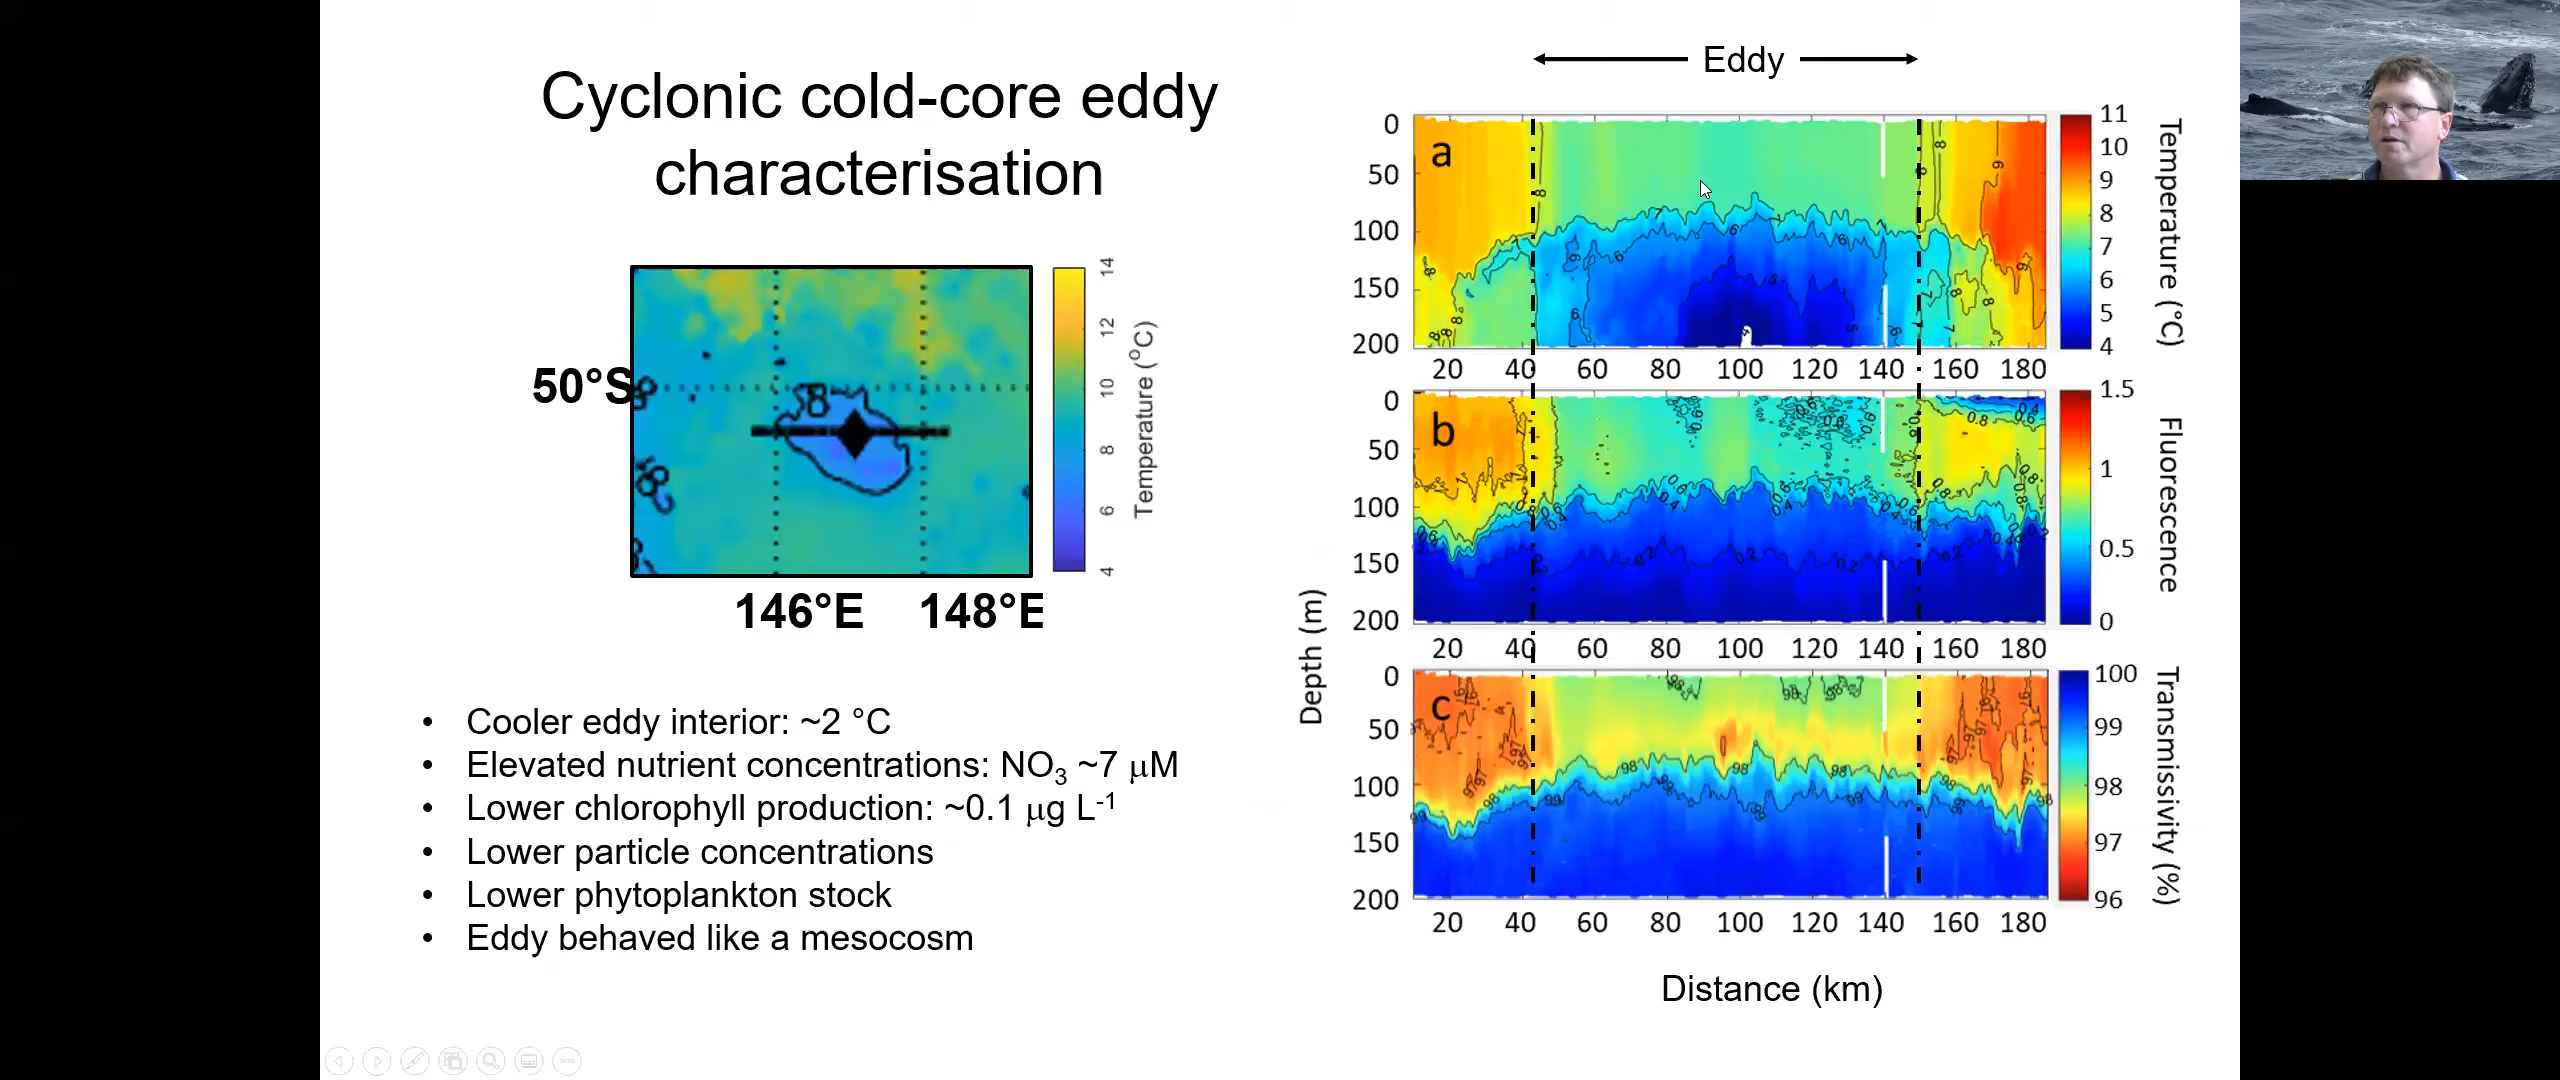 Cyclonic cold-core eddy
characterisation
50°S
8
14
12
10
8
6
4
Temperature (°C)
146°E 148°E
• Cooler eddy interior: ~2 °C
• Elevated nutrient concentrations: NO3 ~7 μM
• Lower chlorophyll production: ~0.1 μg L-1
• Lower particle concentrations
• Lower phytoplankton stock
• Eddy behaved like a mesocosm
Eddy
a
0
50
100
150
200
20 40 60 80 100 120 140 160 180
11
10
9
8
7
6
5
4
Temperature (°C)
b
0
50
100
150
200
20 40 60 80 100 120 140 160 180
1.5
1
0.5
0
Fluorescence
c
0
50
100
150
200
20 40 60 80 100 120 140 160 180
100
99
98
97
96
Transmissivity (%)
Depth (m)
Distance (km)